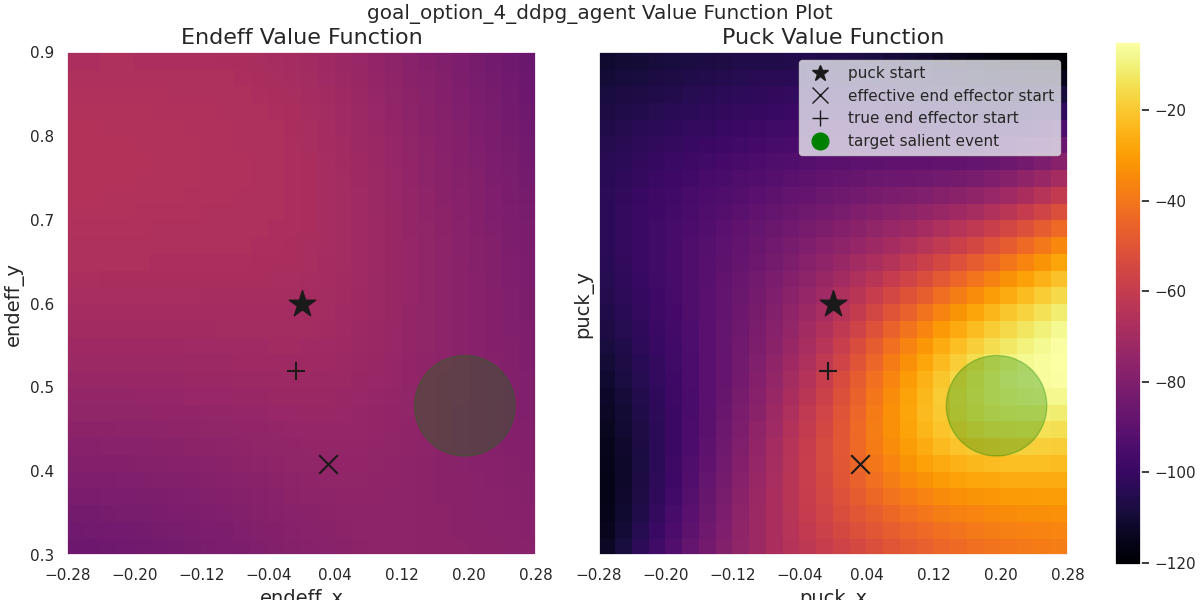 goal_option_4_ddpg_agent Value Function Plot
Endeff Value Function
Puck Value Function
puck start
effective end effector start
true end effector start
target salient event
endeff_y
0.9
0.8
0.7
0.6
0.5
0.4
0.3
−0.28 −0.20 −0.12 −0.04 0.04 0.12 0.20 0.28
endeff_x
puck_y
−0.28 −0.20 −0.12 −0.04 0.04 0.12 0.20 0.28
puck_x
−20
−40
−60
−80
−100
−120